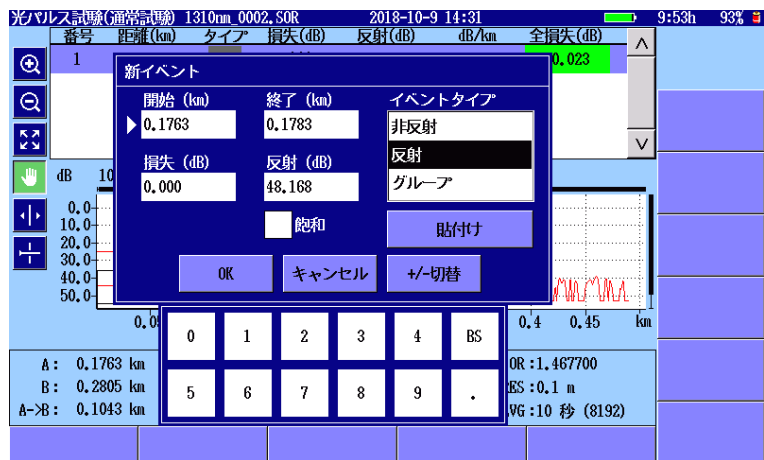 光パルス試験(通常試験) 1310nm_0002.SOR 2018-10-9 14:31 9:53h 93%
番号 距離(km) タイプ 損失(dB) 反射(dB) dB/km 全損失(dB)
1 0.023
新イベント
開始 (km) 終了 (km) イベントタイプ
0.1763 0.1783 非反射
反射
損失 (dB) 反射 (dB)
0.000 48.168 グループ
飽和 貼付け
OK キャンセル +/-切替
dB 10
0.0
10.0
20.0
30.0
40.0
50.0
0.0 0.4 0.45 km
0 1 2 3 4 BS
5 6 7 8 9 .
A: 0.1763 km OR:1.467700
B: 0.2805 km ES:0.1 m
A->B: 0.1043 km VG:10 秒 (8192)